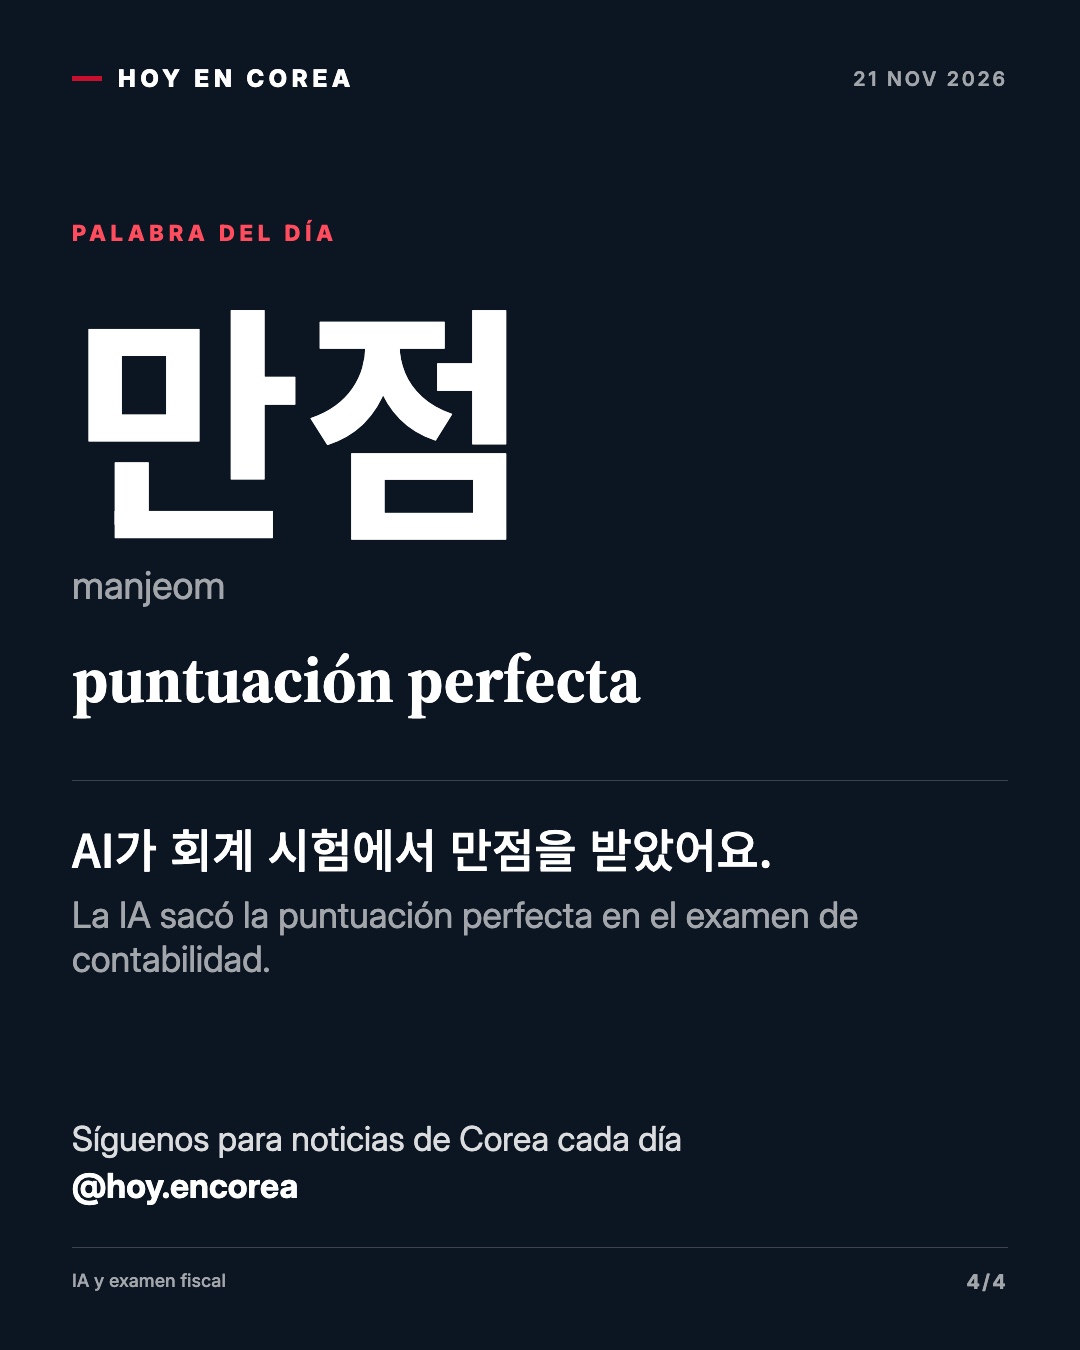 HOY EN COREA
21 NOV 2026
PALABRA DEL DÍA
만점
manjeom
puntuación perfecta
AI가 회계 시험에서 만점을 받았어요.
La IA sacó la puntuación perfecta en el examen de
contabilidad.
Síguenos para noticias de Corea cada día
@hoy.encorea
IA y examen fiscal
4/4